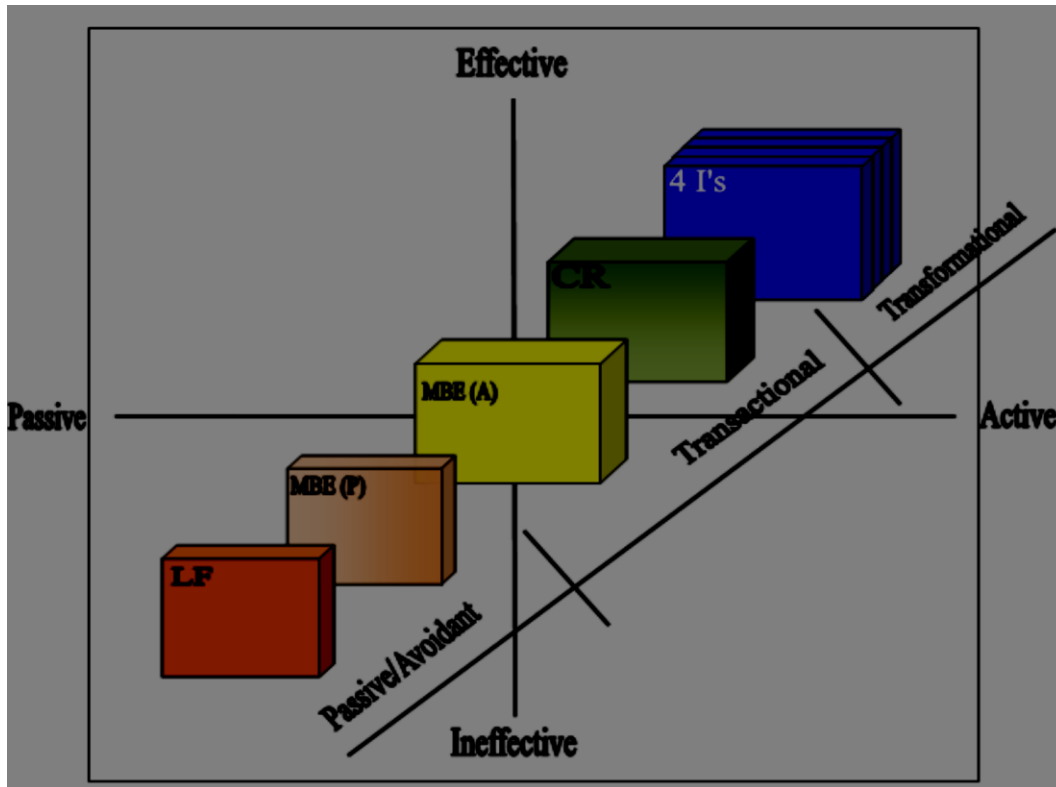 Effective
4 I's
Transformational
CR
Transactional
MBE (A)
Passive
Active
MBE (P)
LF
Passive/Avoidant
Ineffective